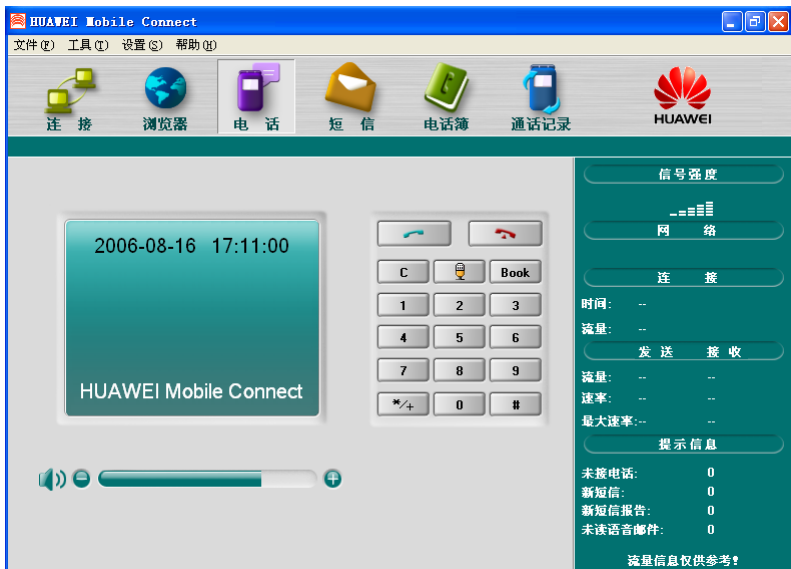 HUAWEI Mobile Connect
文件(F) 工具(T) 设置(S) 帮助(H)
连 接 浏览器 电 话 短 信 电话簿 通话记录 HUAWEI
信号强度
网 络
连 接
时间: --
流量: --
发 送 接 收
流量: -- --
速率: -- --
最大速率:-- --
提示信息
未接电话: 0
新短信: 0
新短信报告: 0
未读语音邮件: 0
流量信息仅供参考!
2006-08-16 17:11:00
HUAWEI Mobile Connect
C Book
1 2 3
4 5 6
7 8 9
*/+ 0 #